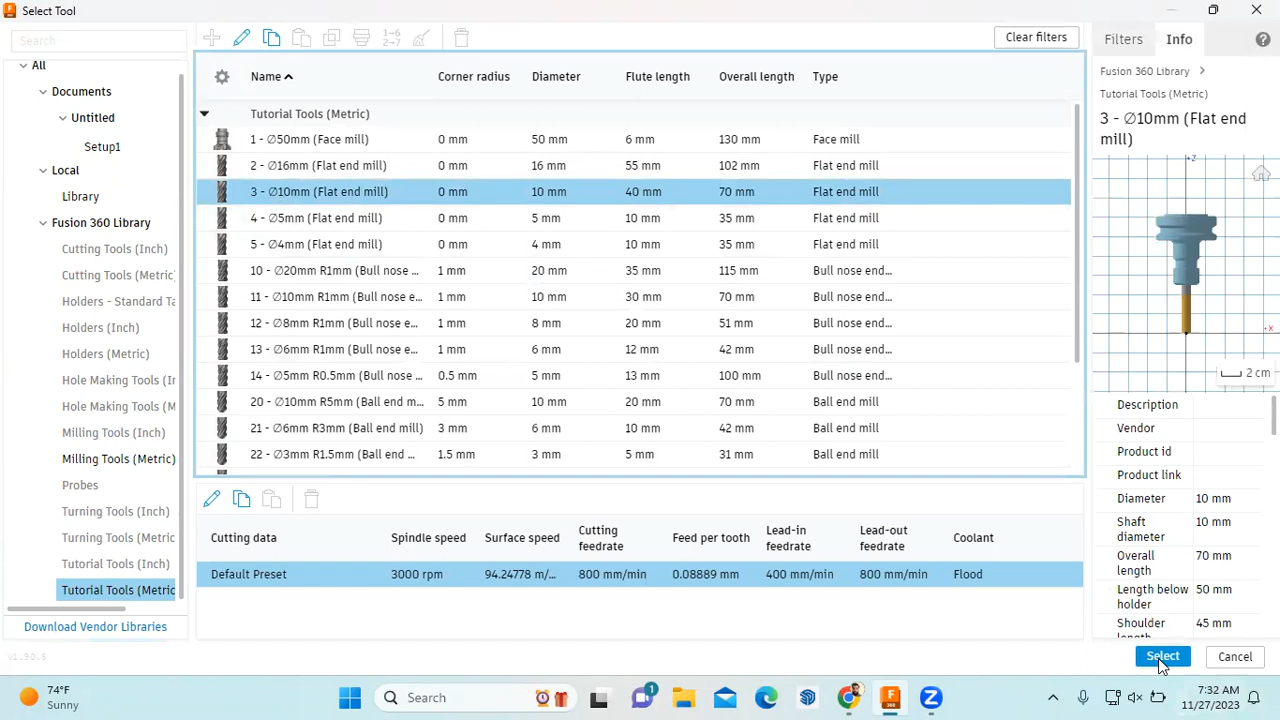 Select Tool
Search
All
Documents
Untitled
Setup1
Local
Library
Fusion 360 Library
Cutting Tools (Inch)
Cutting Tools (Metric)
Holders - Standard Ta
Holders (Inch)
Holders (Metric)
Hole Making Tools (I
Hole Making Tools (M
Milling Tools (Inch)
Milling Tools (Metric)
Probes
Turning Tools (Inch)
Turning Tools (Metric
Tutorial Tools (Inch)
Tutorial Tools (Metric
Download Vendor Libraries
v1.90.5
Clear filters
Name Corner radius Diameter Flute length Overall length Type
Tutorial Tools (Metric)
1 - Ø50mm (Face mill) 0 mm 50 mm 6 mm 130 mm Face mill
2 - Ø16mm (Flat end mill) 0 mm 16 mm 55 mm 102 mm Flat end mill
3 - Ø10mm (Flat end mill) 0 mm 10 mm 40 mm 70 mm Flat end mill
4 - Ø5mm (Flat end mill) 0 mm 5 mm 10 mm 35 mm Flat end mill
5 - Ø4mm (Flat end mill) 0 mm 4 mm 10 mm 35 mm Flat end mill
10 - Ø20mm R1mm (Bull nose ... 1 mm 20 mm 35 mm 115 mm Bull nose end...
11 - Ø10mm R1mm (Bull nose e... 1 mm 10 mm 30 mm 70 mm Bull nose end...
12 - Ø8mm R1mm (Bull nose e... 1 mm 8 mm 20 mm 51 mm Bull nose end...
13 - Ø6mm R1mm (Bull nose e... 1 mm 6 mm 12 mm 42 mm Bull nose end...
14 - Ø5mm R0.5mm (Bull nose ... 0.5 mm 5 mm 13 mm 100 mm Bull nose end...
20 - Ø10mm R5mm (Ball end m... 5 mm 10 mm 20 mm 70 mm Ball end mill
21 - Ø6mm R3mm (Ball end mill) 3 mm 6 mm 10 mm 42 mm Ball end mill
22 - Ø3mm R1.5mm (Ball end ... 1.5 mm 3 mm 5 mm 31 mm Ball end mill
Cutting data Spindle speed Surface speed Cutting feedrate Feed per tooth Lead-in feedrate Lead-out feedrate Coolant
Default Preset 3000 rpm 94.24778 m/... 800 mm/min 0.08889 mm 400 mm/min 800 mm/min Flood
Filters Info
Fusion 360 Library
Tutorial Tools (Metric)
3 - Ø10mm (Flat end
mill)
Z
X
2 cm
Description
Vendor
Product id
Product link
Diameter 10 mm
Shaft diameter 10 mm
Overall length 70 mm
Length below holder 50 mm
Shoulder length 45 mm
Select Cancel
74°F
Sunny
Search
1
7:32 AM
11/27/2023